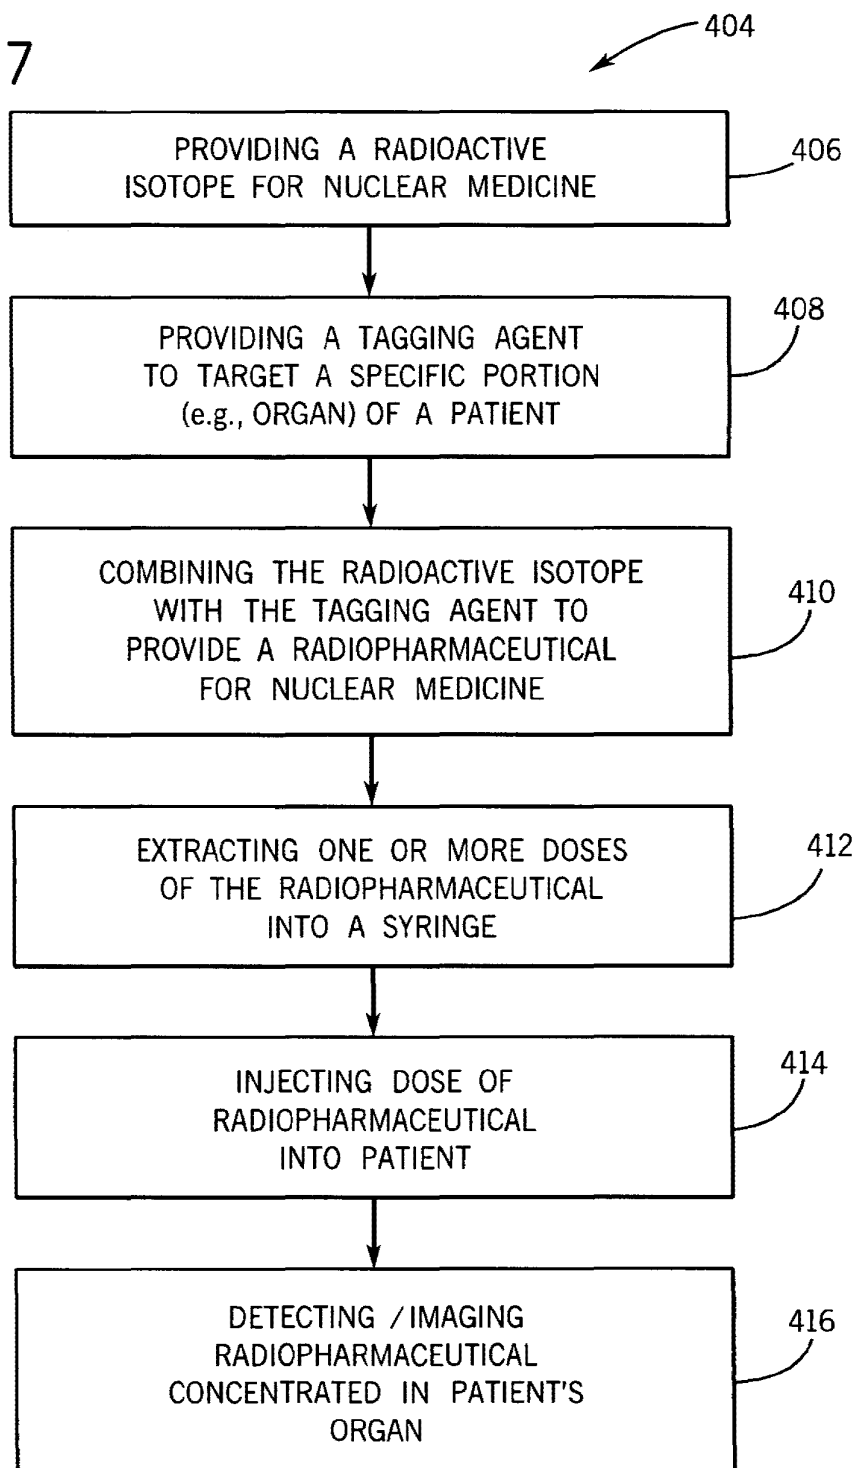 404
7
PROVIDING A RADIOACTIVE
ISOTOPE FOR NUCLEAR MEDICINE
406
PROVIDING A TAGGING AGENT
TO TARGET A SPECIFIC PORTION
(e.g., ORGAN) OF A PATIENT
408
COMBINING THE RADIOACTIVE ISOTOPE
WITH THE TAGGING AGENT TO
PROVIDE A RADIOPHARMACEUTICAL
FOR NUCLEAR MEDICINE
410
EXTRACTING ONE OR MORE DOSES
OF THE RADIOPHARMACEUTICAL
INTO A SYRINGE
412
INJECTING DOSE OF
RADIOPHARMACEUTICAL
INTO PATIENT
414
DETECTING / IMAGING
RADIOPHARMACEUTICAL
CONCENTRATED IN PATIENT'S
ORGAN
416